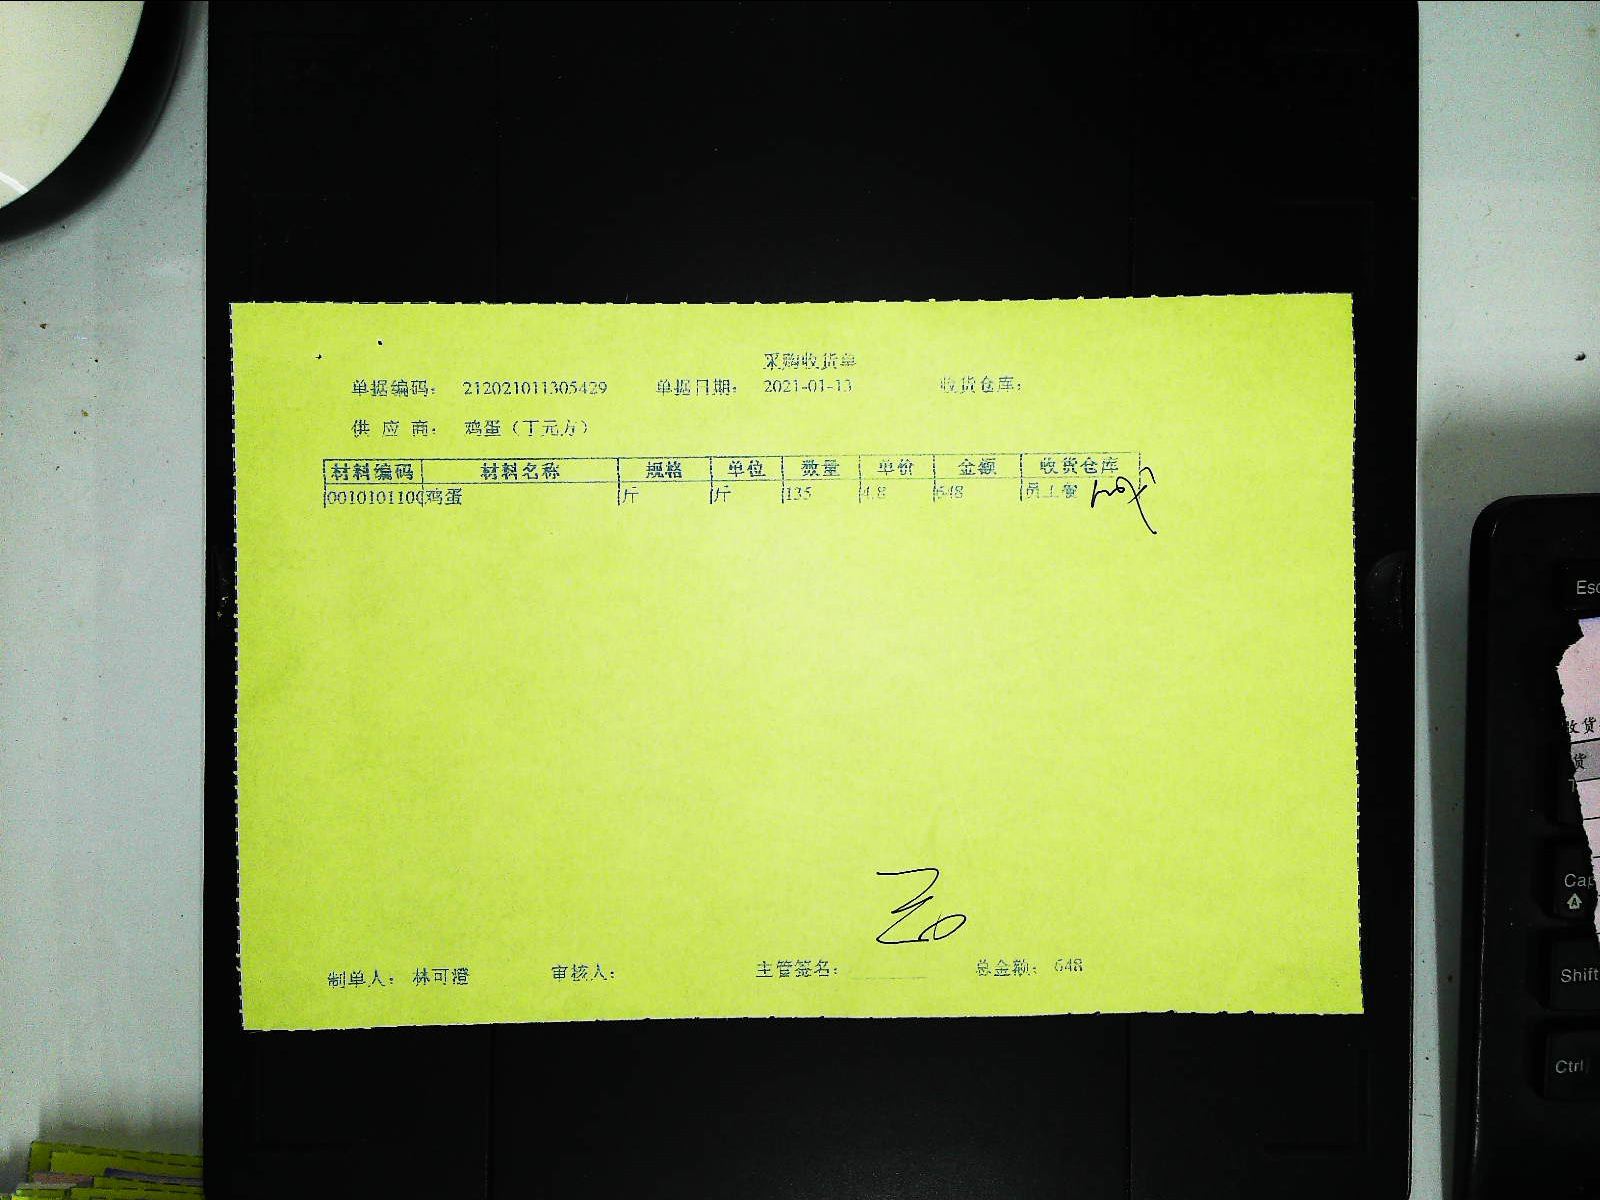 采购收货单
单据编码： 212021011305429 单据日期： 2021-01-13 收货仓库：
供 应 商： 鸡蛋（丁元方）
材料编码 材料名称 规格 单位 数量 单价 金额 收货仓库
0010101100 鸡蛋 斤 斤 135 4.8 648 员工餐
制单人： 林可澄 审核人： 主管签名： 总金额： 648
Esc
收货
货
Cap
Shift
Ctrl